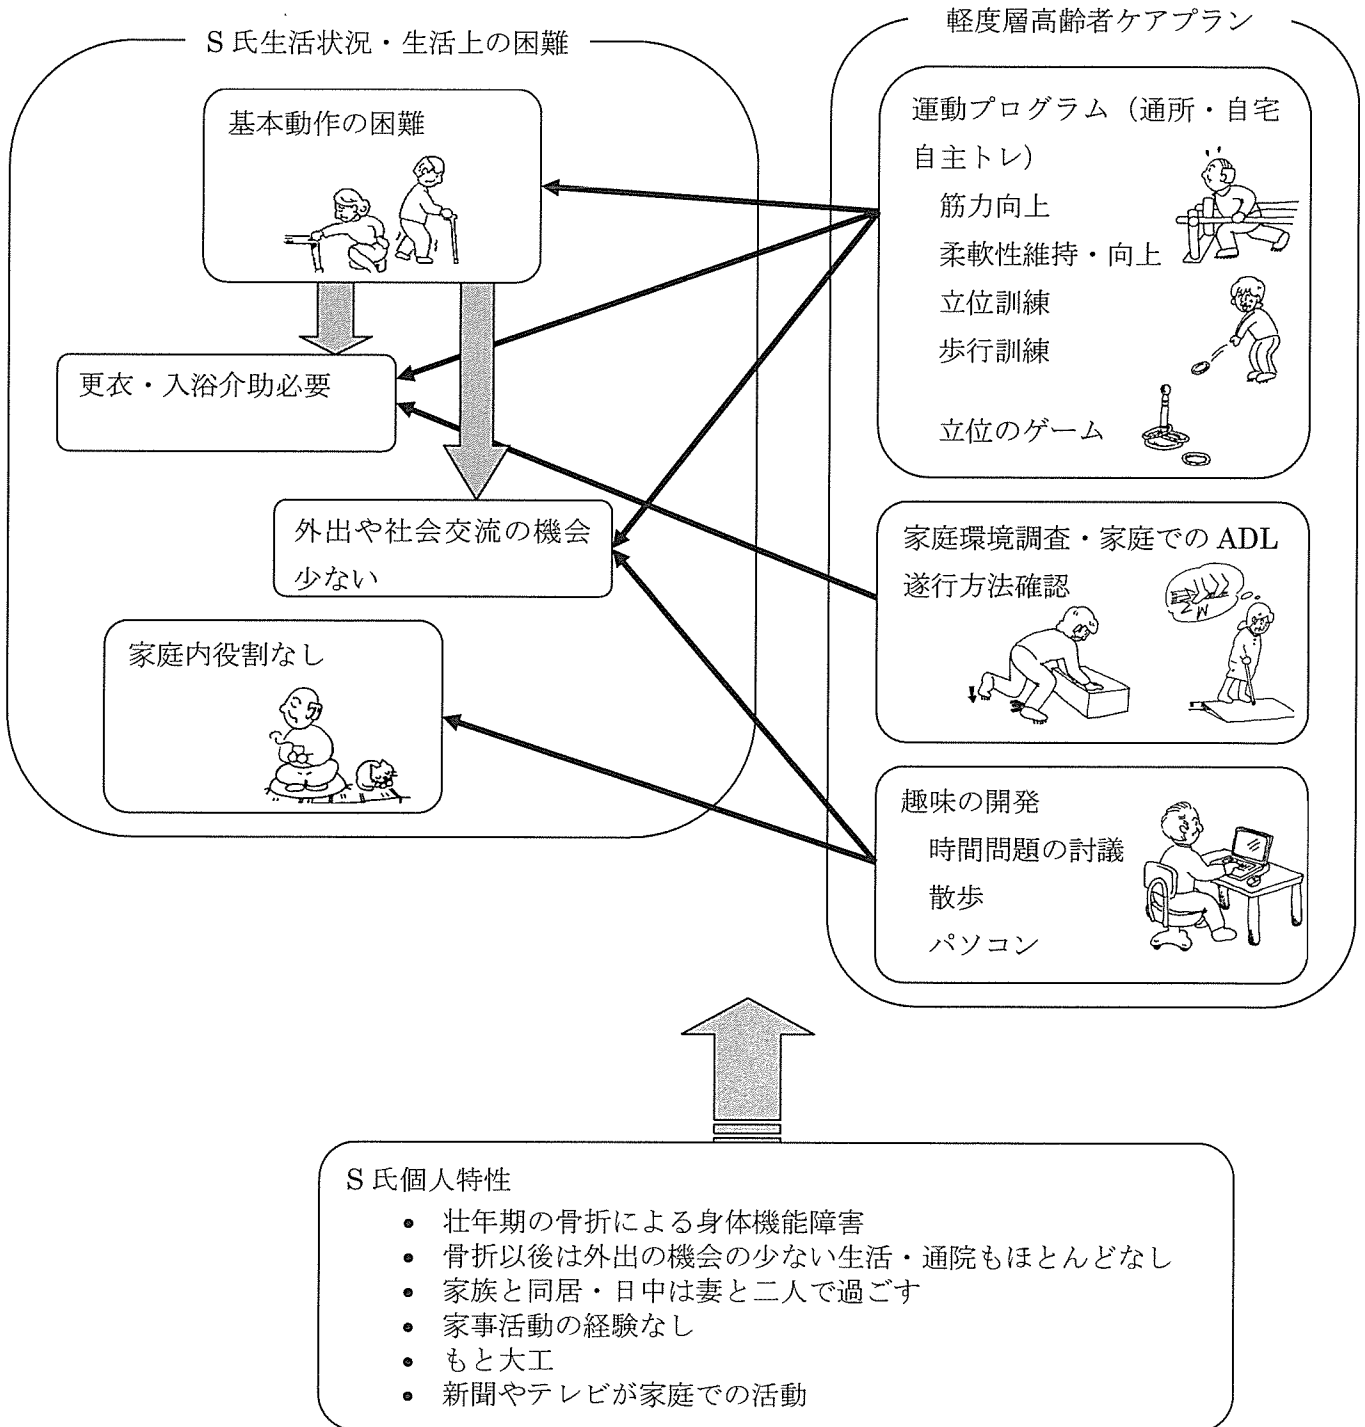 S 氏生活状況・生活上の困難
基本動作の困難
更衣・入浴介助必要
外出や社会交流の機会
少ない
家庭内役割なし
軽度層高齢者ケアプラン
運動プログラム（通所・自宅
自主トレ）
筋力向上
柔軟性維持・向上
立位訓練
歩行訓練
立位のゲーム
家庭環境調査・家庭での ADL
遂行方法確認
趣味の開発
時間問題の討議
散歩
パソコン
S 氏個人特性
• 壮年期の骨折による身体機能障害
• 骨折以後は外出の機会の少ない生活・通院もほとんどなし
• 家族と同居・日中は妻と二人で過ごす
• 家事活動の経験なし
• もと大工
• 新聞やテレビが家庭での活動